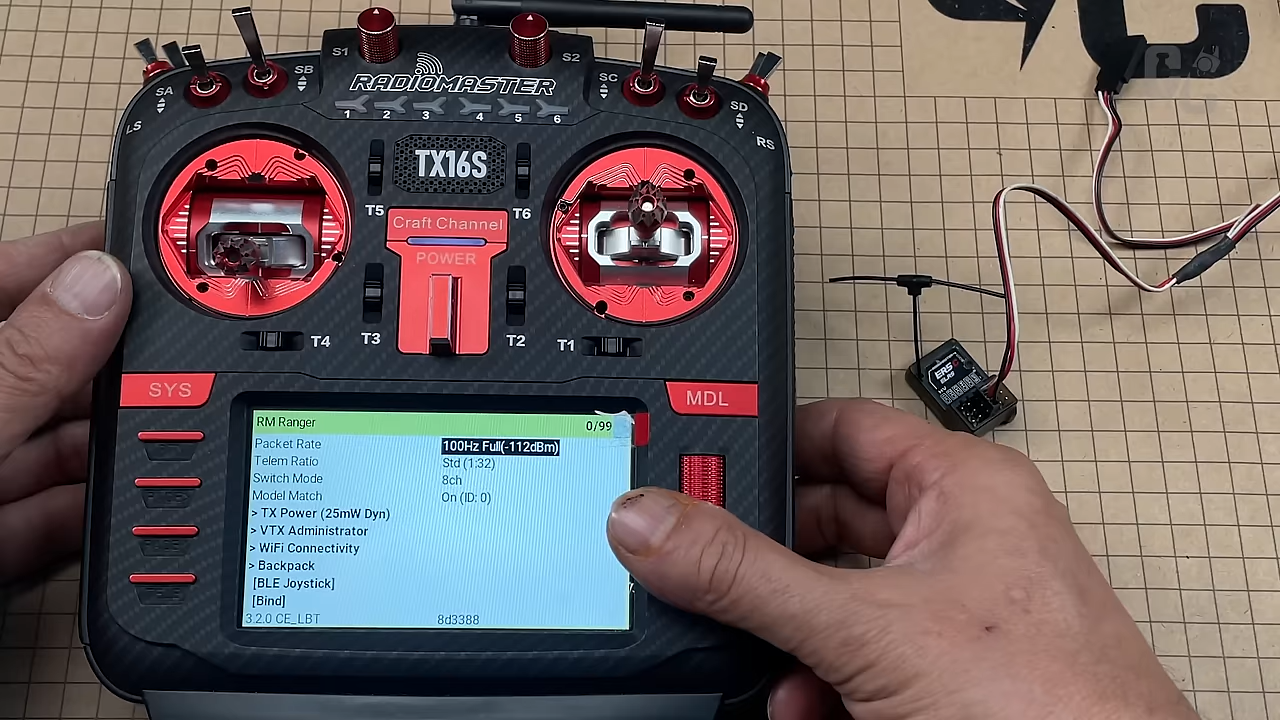 S1
S2
SA
SB
SC
SD
LS
RS
RADIOMASTER
1 2 3 4 5 6
TX16S
T5
T6
Craft Channel
POWER
T4
T3
T2
T1
SYS
MDL
RM Ranger 0/99
Packet Rate 100Hz Full(-112dBm)
Telem Ratio Std (1:32)
Switch Mode 8ch
Model Match On (ID: 0)
> TX Power (25mW Dyn)
> VTX Administrator
> WiFi Connectivity
> Backpack
[BLE Joystick]
[Bind]
3.2.0 CE_LBT 8d3388